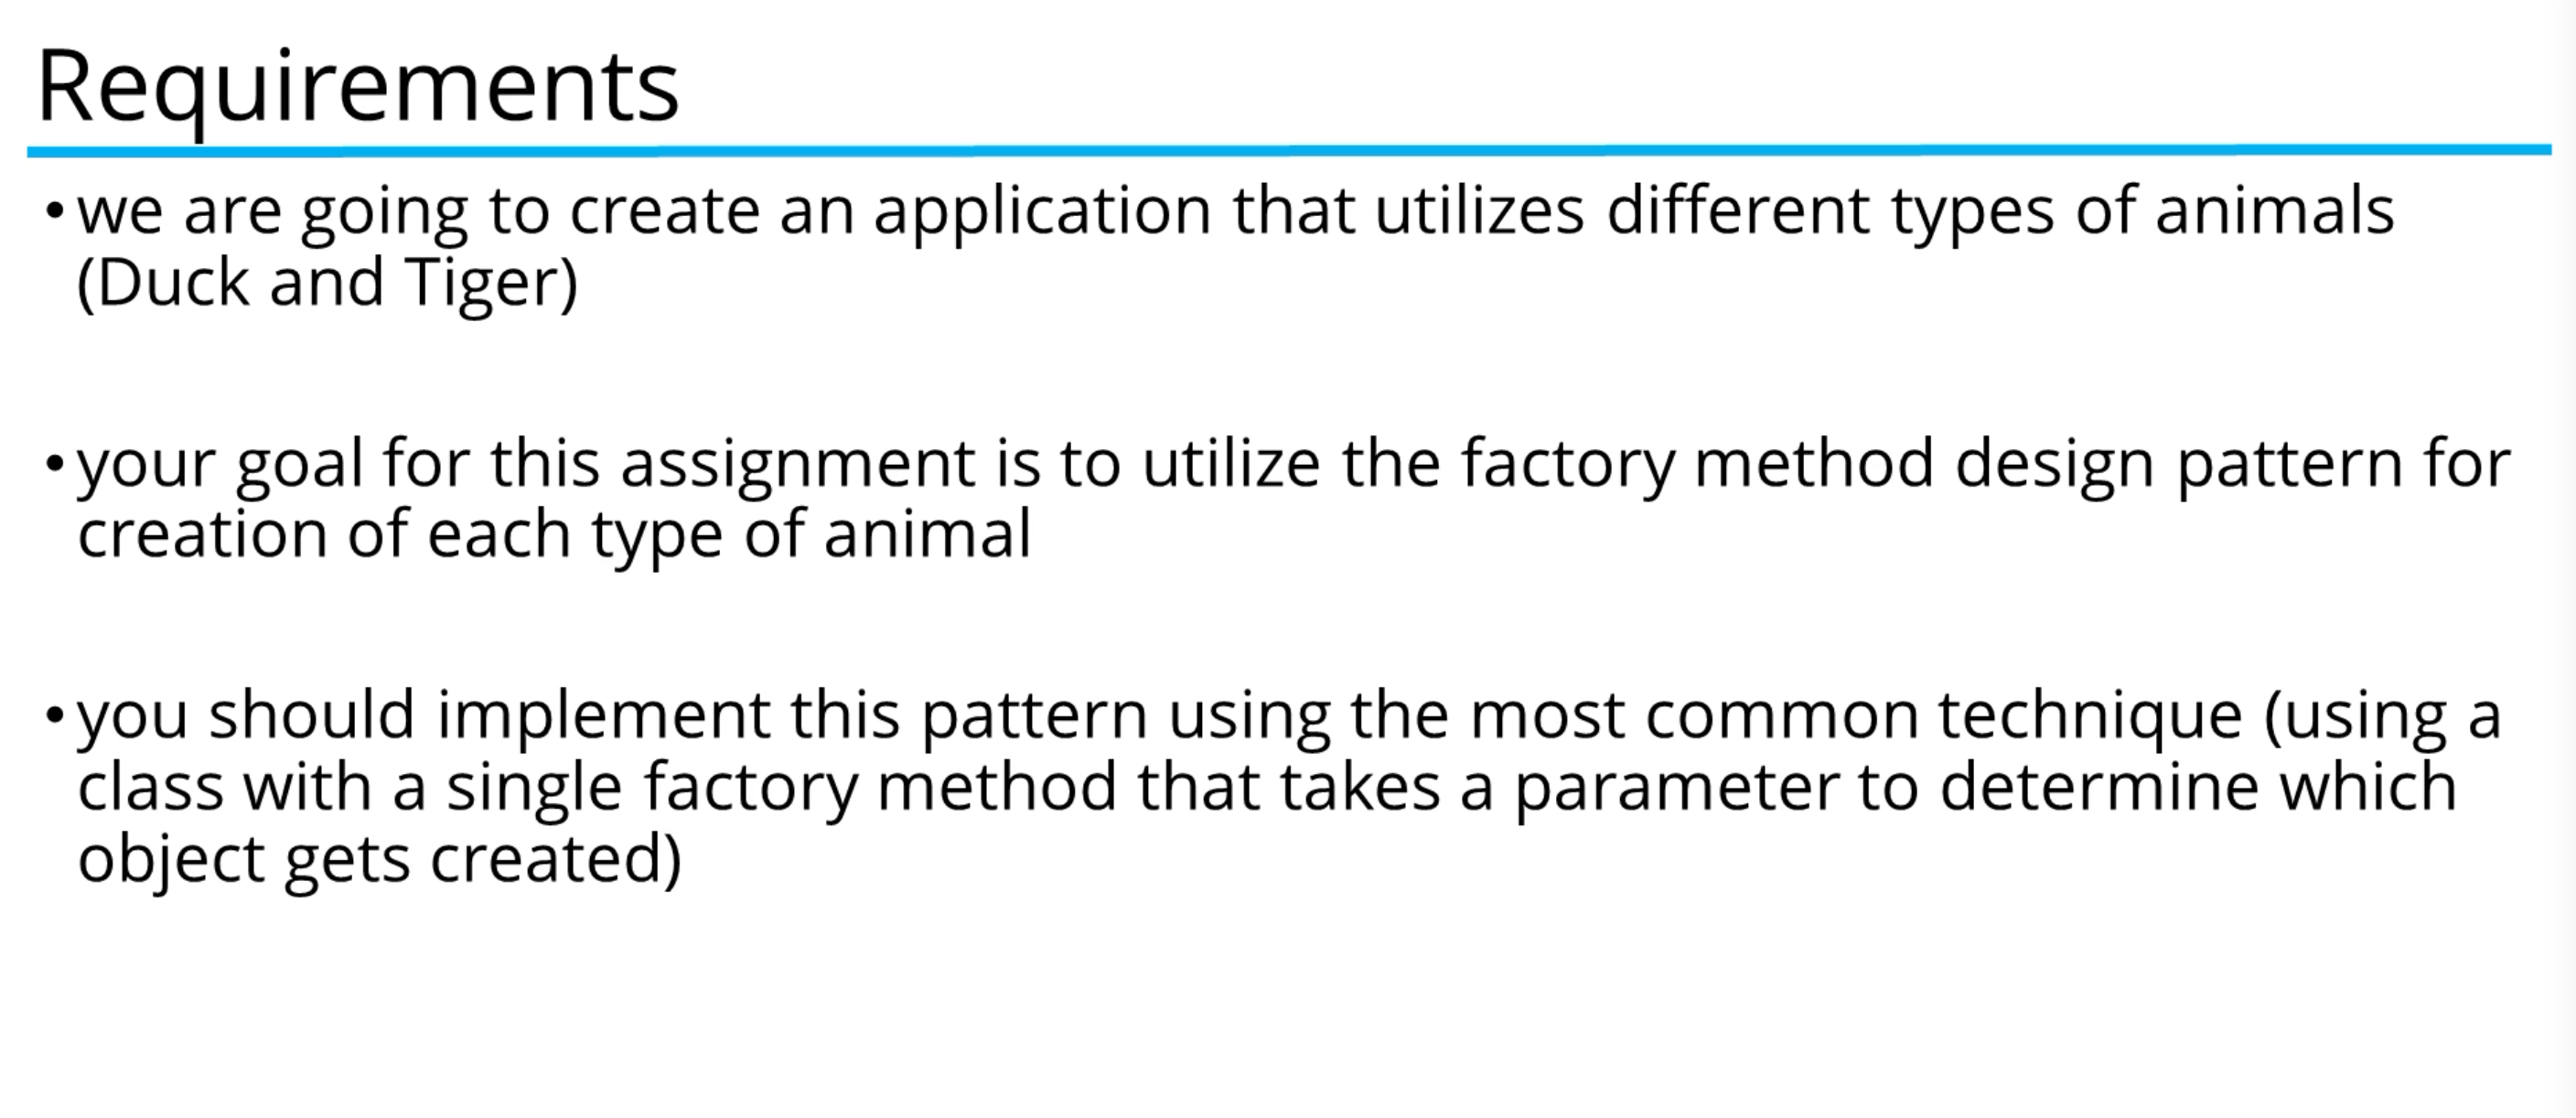 Requirements
• we are going to create an application that utilizes different types of animals
(Duck and Tiger)
• your goal for this assignment is to utilize the factory method design pattern for
creation of each type of animal
• you should implement this pattern using the most common technique (using a
class with a single factory method that takes a parameter to determine which
object gets created)